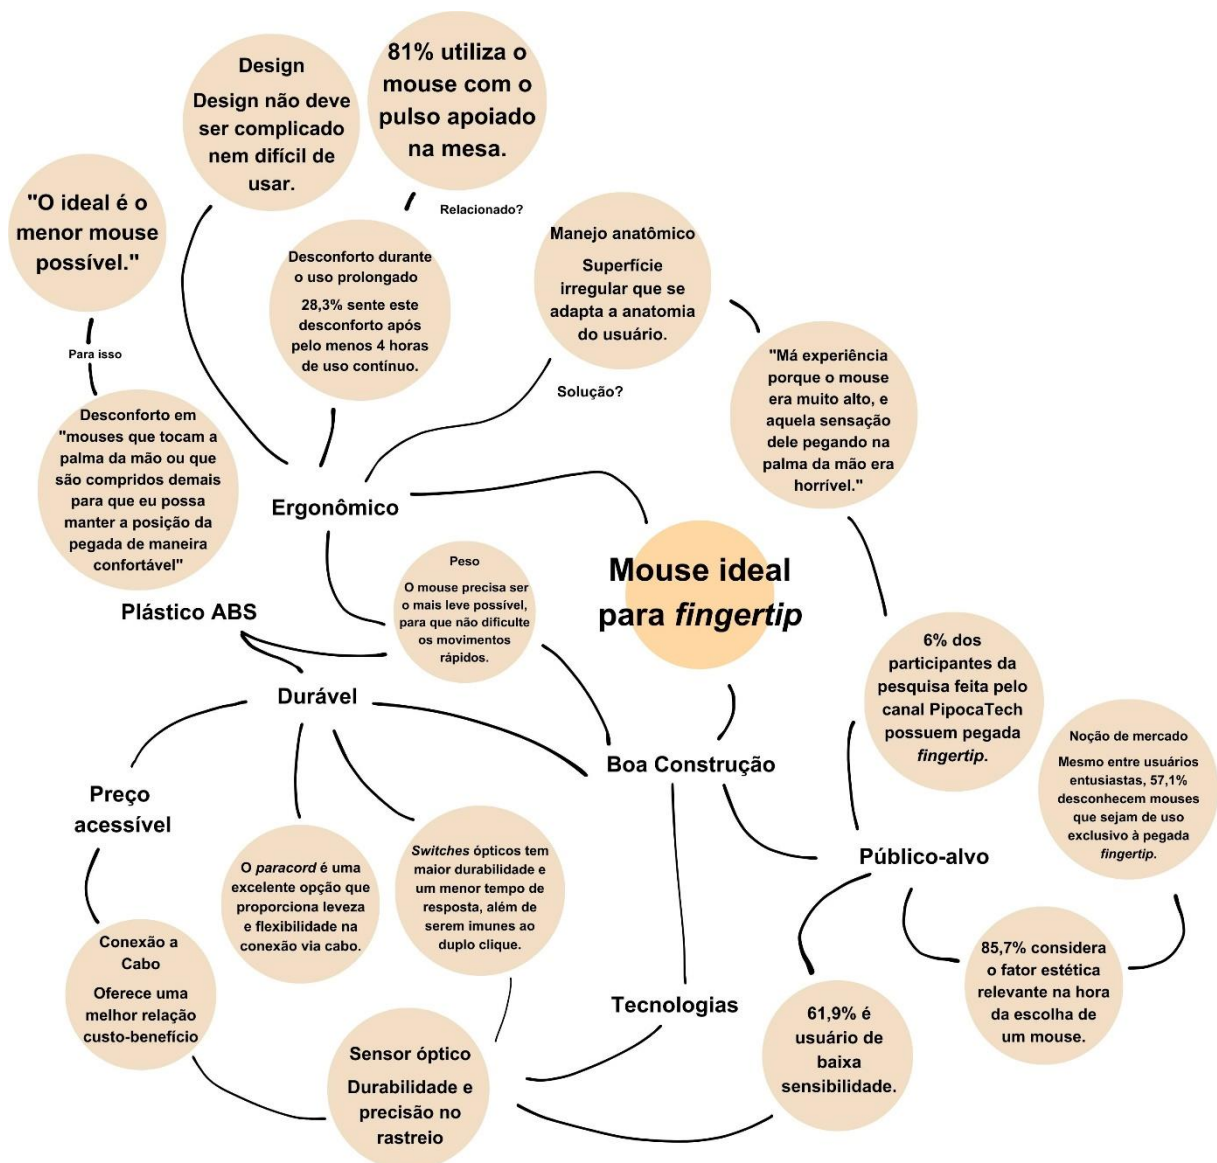 Design
Design não deve
ser complicado
nem difícil de
usar.
81% utiliza o
mouse com o
pulso apoiado
na mesa.
"O ideal é o
menor mouse
possível."
Relacionado?
Desconforto durante
o uso prolongado
28,3% sente este
desconforto após
pelo menos 4 horas
de uso contínuo.
Manejo anatômico
Superfície
irregular que se
adapta a anatomia
do usuário.
Para isso
Solução?
"Má experiência
porque o mouse
era muito alto, e
aquela sensação
dele pegando na
palma da mão era
horrível."
Desconforto em
"mouses que tocam a
palma da mão ou que
são compridos demais
para que eu possa
manter a posição da
pegada de maneira
confortável"
Ergonômico
Mouse ideal
para fingertip
Peso
O mouse precisa ser
o mais leve possível,
para que não dificulte
os movimentos
rápidos.
Plástico ABS
Durável
6% dos
participantes da
pesquisa feita pelo
canal PipocaTech
possuem pegada
fingertip.
Noção de mercado
Mesmo entre usuários
entusiastas, 57,1%
desconhecem mouses
que sejam de uso
exclusivo à pegada
fingertip.
Boa Construção
Preço
acessível
Público-alvo
O paracord é uma
excelente opção que
proporciona leveza
e flexibilidade na
conexão via cabo.
Switches ópticos tem
maior durabilidade e
um menor tempo de
resposta, além de
serem imunes ao
duplo clique.
Conexão a
Cabo
Oferece uma
melhor relação
custo-benefício
85,7% considera
o fator estética
relevante na hora
da escolha de
um mouse.
Tecnologias
61,9% é
usuário de
baixa
sensibilidade.
Sensor óptico
Durabilidade e
precisão no
rastreio